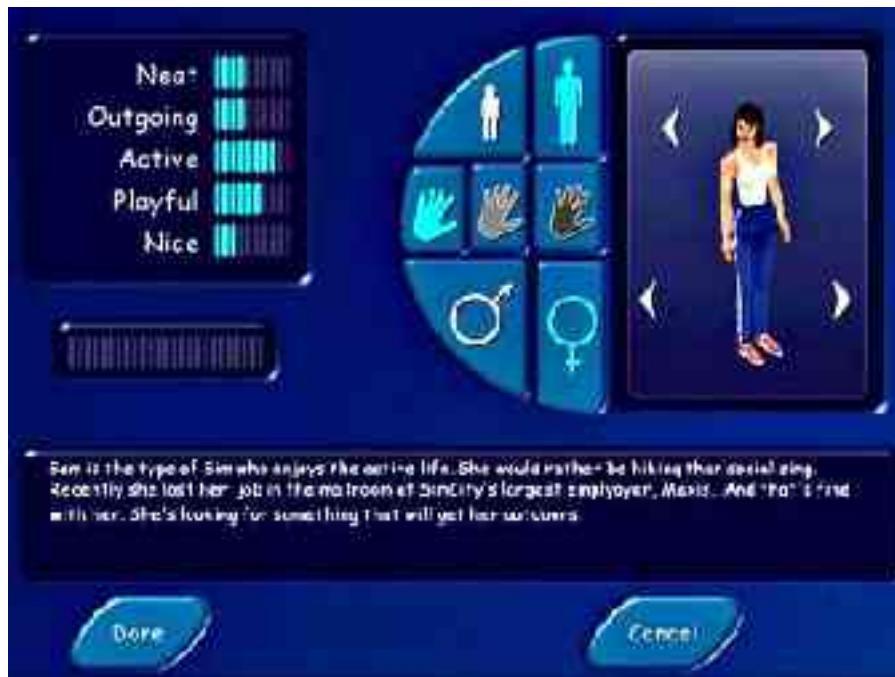 Neat
Outgoing
Active
Playful
Nice
Sam is the type of Sim who enjoys the active life. She would rather be hiking than socializing.
Recently she lost her job in the mailroom of SimCity's largest employer, Maxis. And that's fine
with her. She's looking for something that will get her outdoors.
Done
Cancel